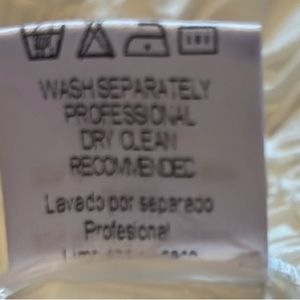 WASH SEPARATELY
PROFESSIONAL
DRY CLEAN
RECOMMENDED
Lavado por separado
Profesional